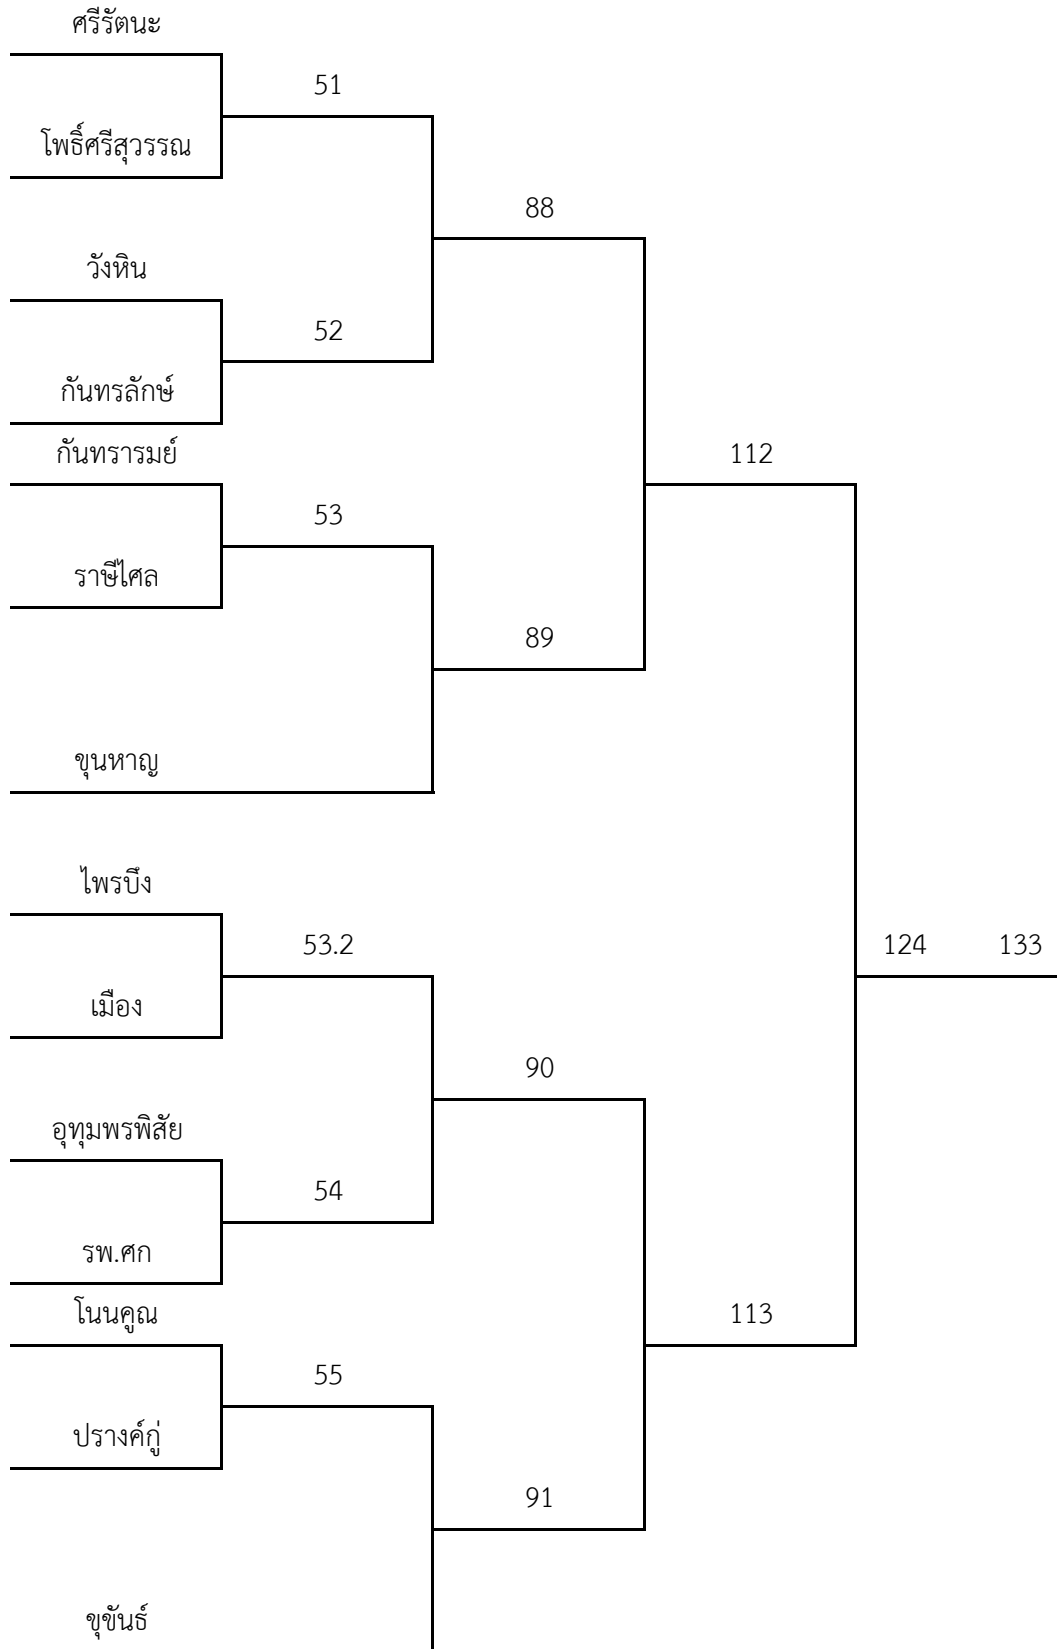 ศรีรัตนะ
51
โพธิ์ศรีสุวรรณ
88
วังหิน
52
กันทรลักษ์
กันทรารมย์
112
53
ราษีไศล
89
ขุนหาญ
ไพรบึง
53.2
124
133
เมือง
90
อุทุมพรพิสัย
54
รพ.ศก
โนนคูณ
113
55
ปรางค์กู่
91
ขุขันธ์